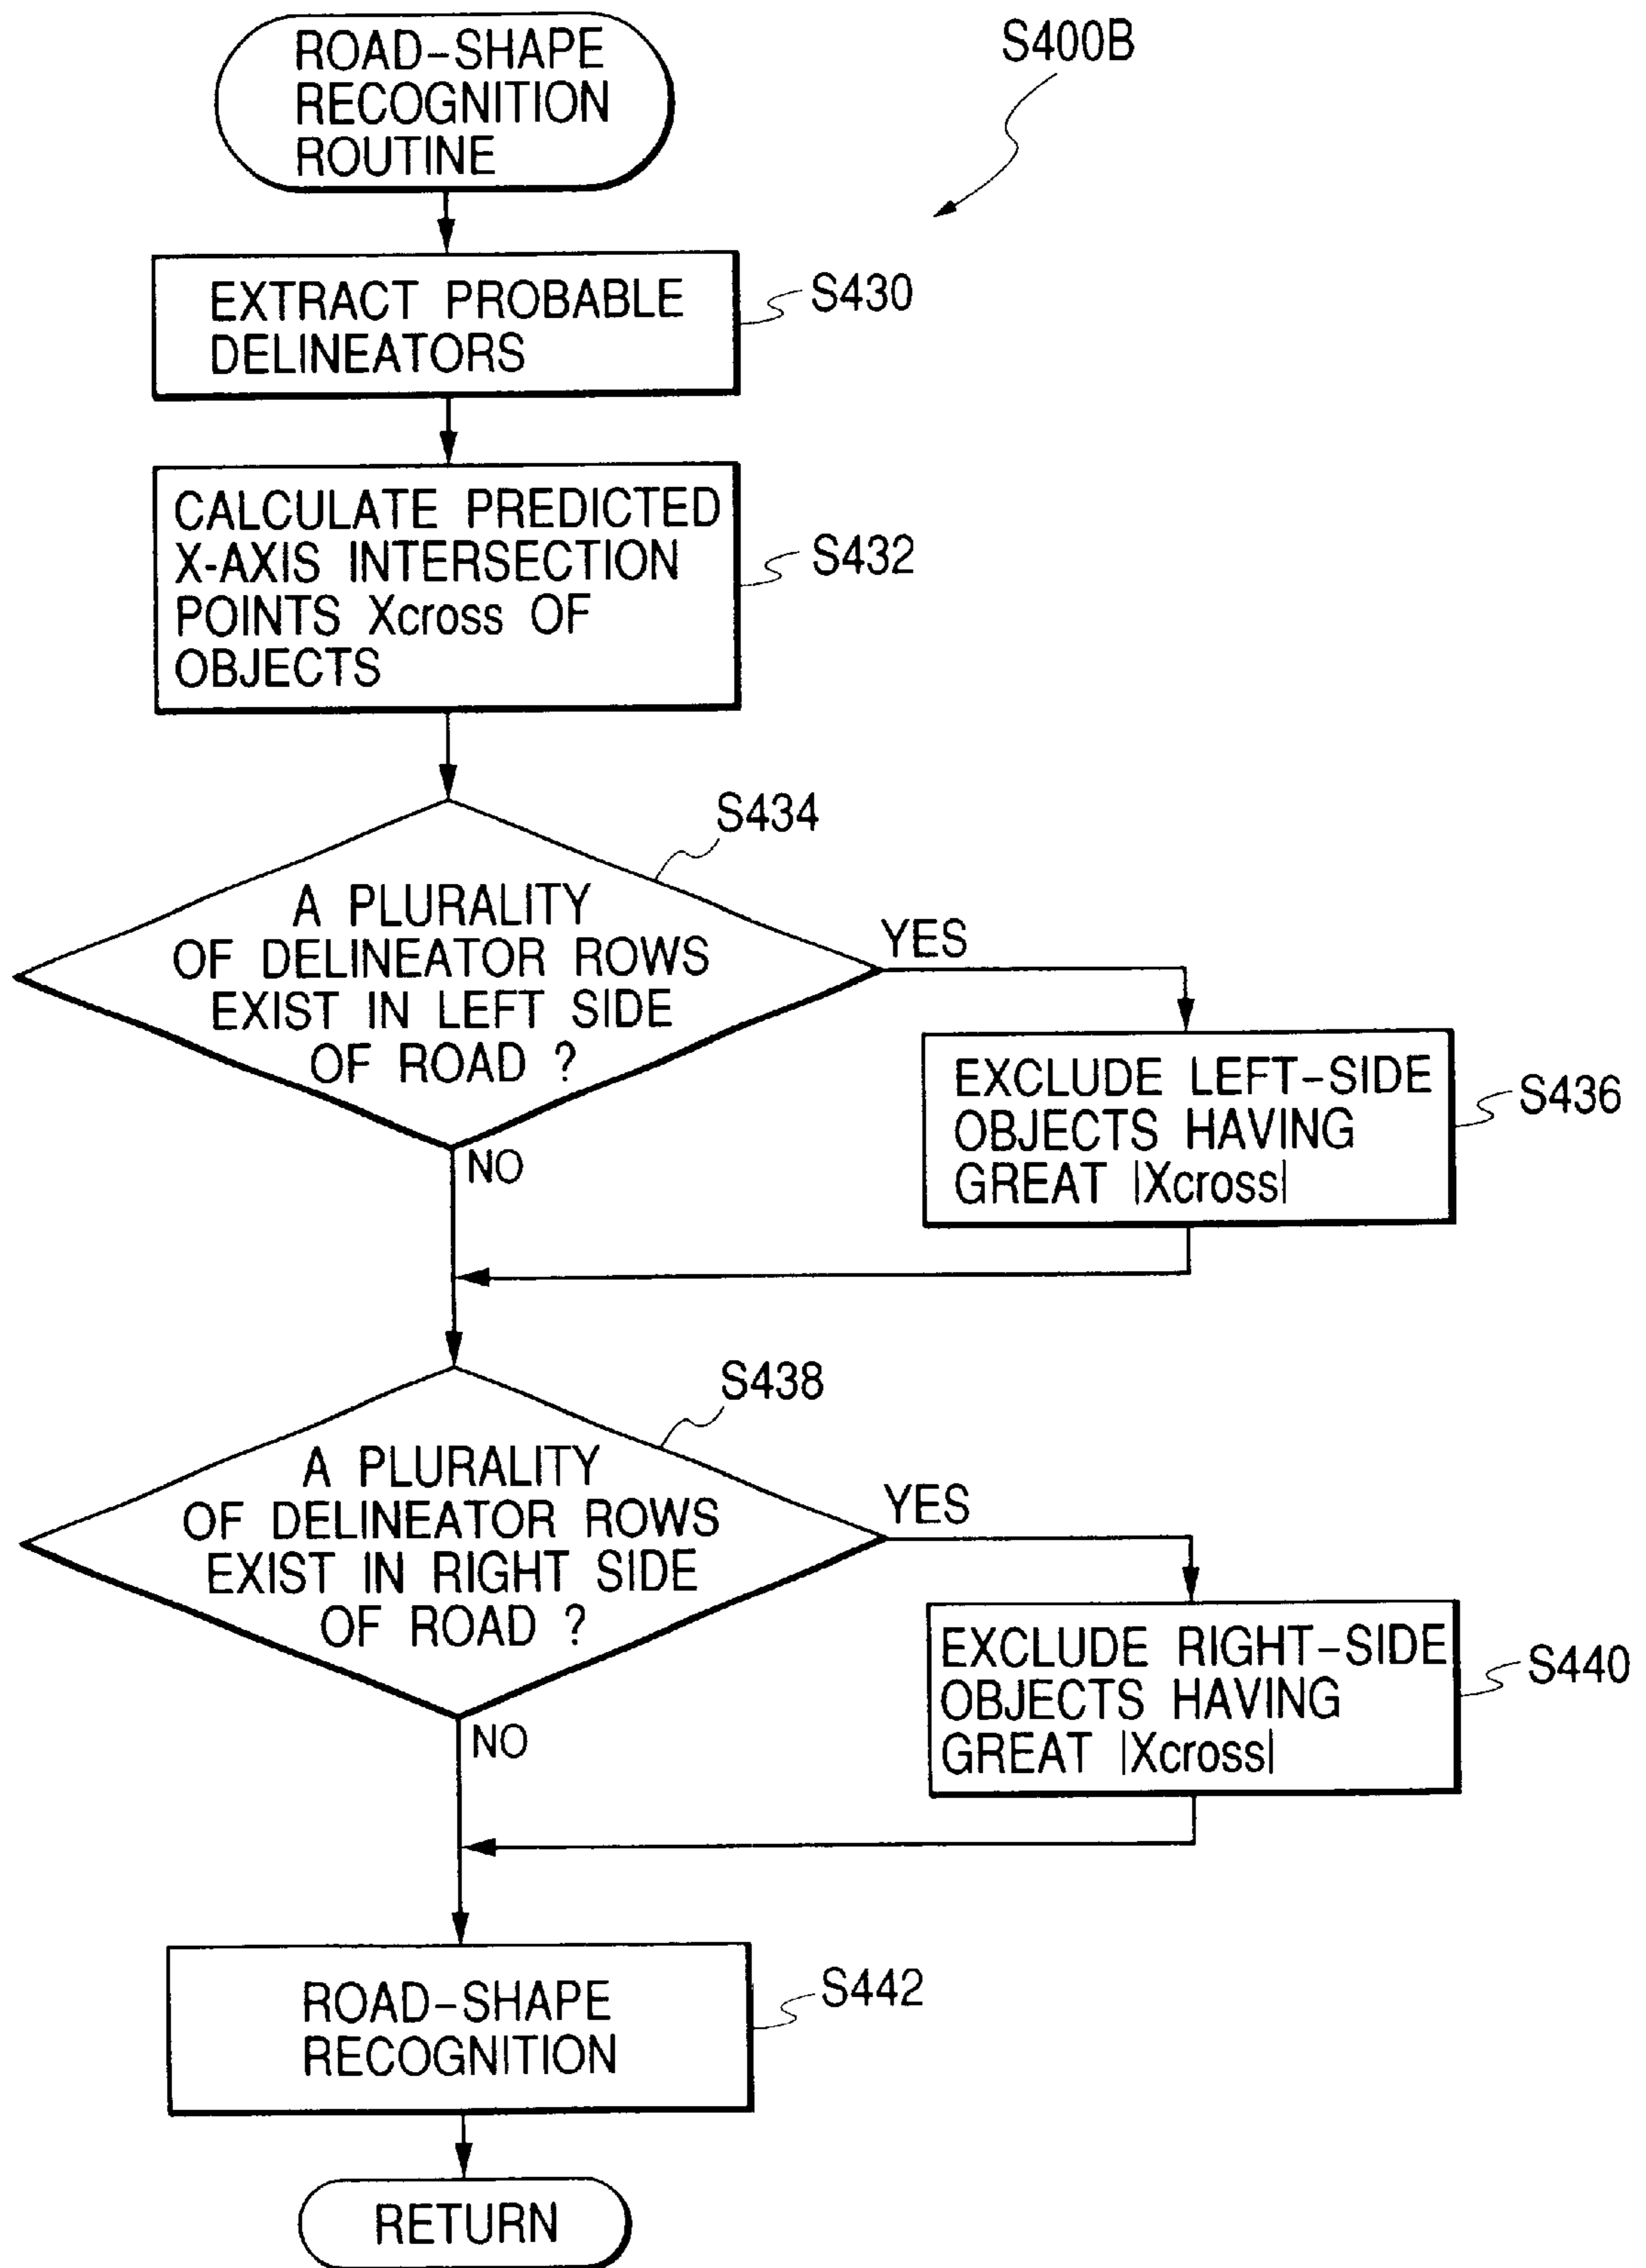 ROAD-SHAPE
RECOGNITION
ROUTINE
S400B
EXTRACT PROBABLE
DELINEATORS
S430
CALCULATE PREDICTED
X-AXIS INTERSECTION
POINTS Xcross OF
OBJECTS
S432
S434
A PLURALITY
OF DELINEATOR ROWS
EXIST IN LEFT SIDE
OF ROAD ?
YES
NO
EXCLUDE LEFT-SIDE
OBJECTS HAVING
GREAT |Xcross|
S436
S438
A PLURALITY
OF DELINEATOR ROWS
EXIST IN RIGHT SIDE
OF ROAD ?
YES
NO
EXCLUDE RIGHT-SIDE
OBJECTS HAVING
GREAT |Xcross|
S440
ROAD-SHAPE
RECOGNITION
S442
RETURN